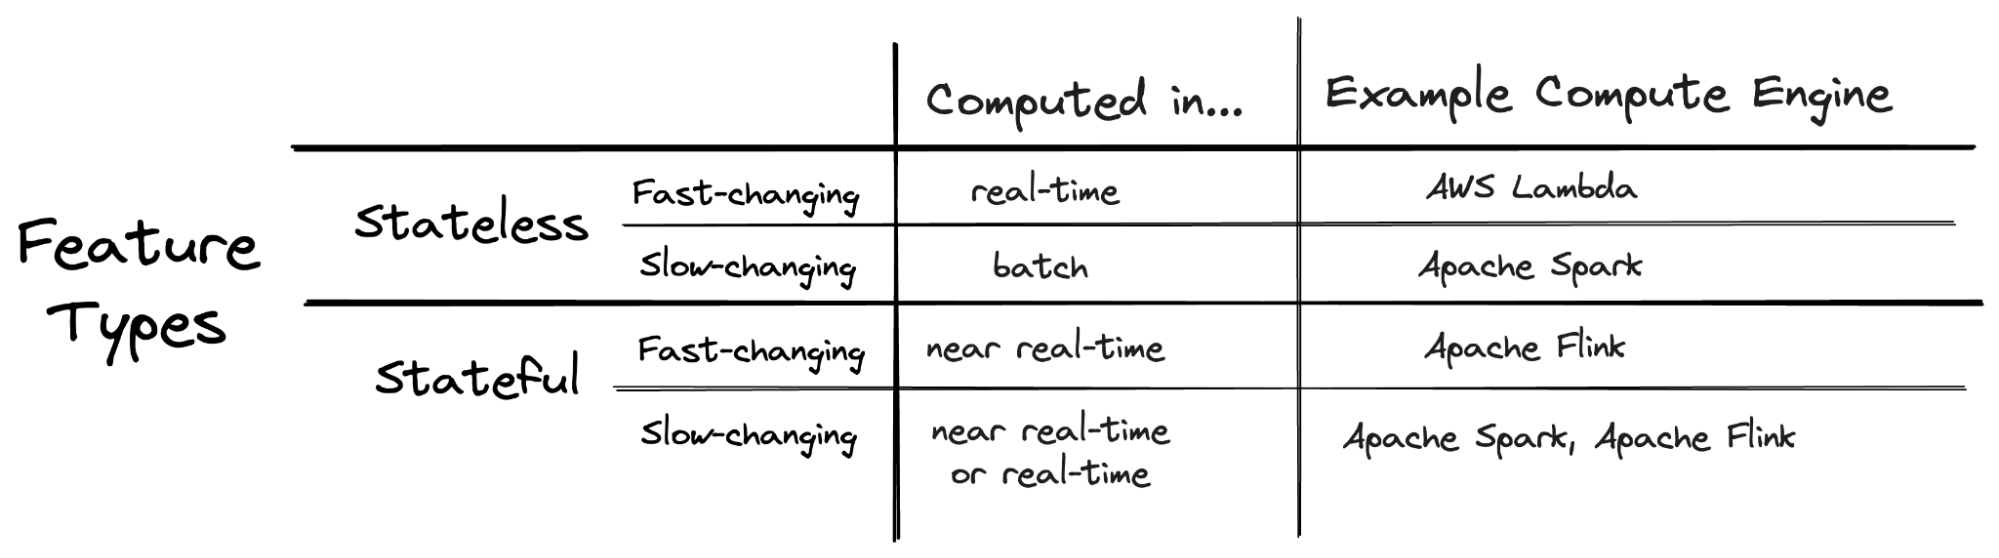 Computed in... Example Compute Engine
Feature Types
Stateless
Fast-changing real-time AWS Lambda
Slow-changing batch Apache Spark
Stateful
Fast-changing near real-time Apache Flink
Slow-changing near real-time or real-time Apache Spark, Apache Flink